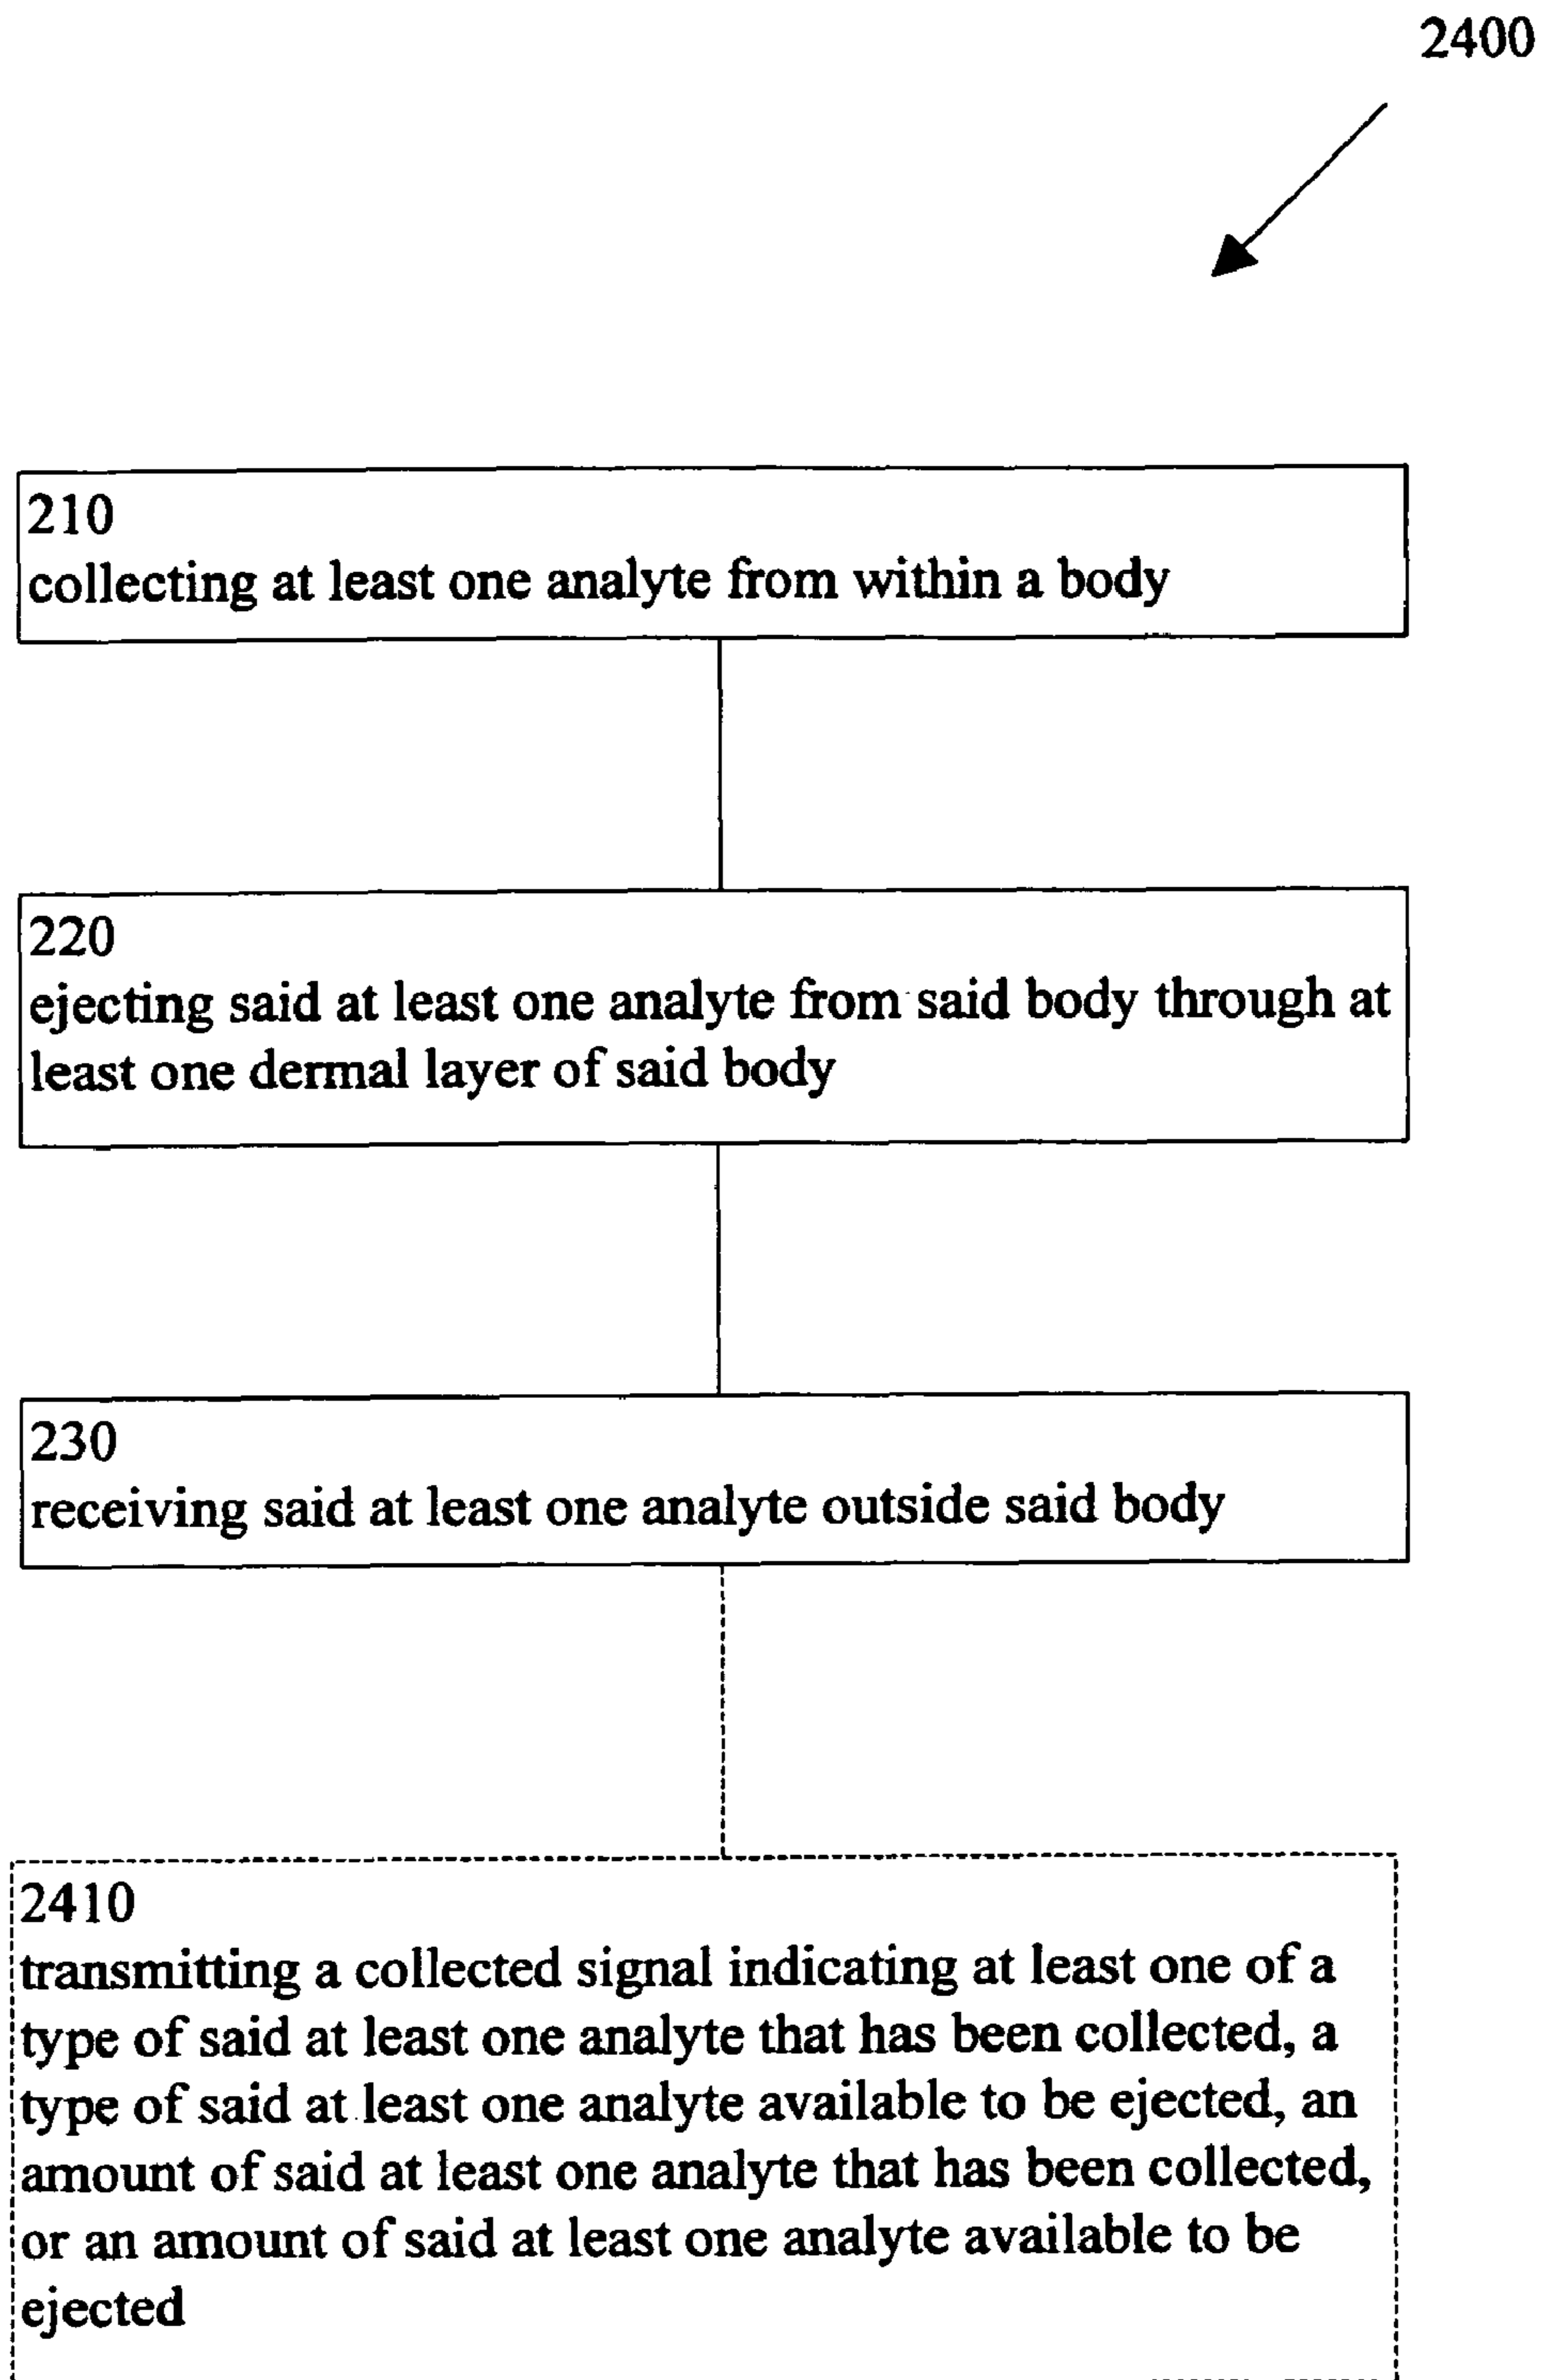 2400
210
collecting at least one analyte from within a body
220
ejecting said at least one analyte from said body through at
least one dermal layer of said body
230
receiving said at least one analyte outside said body
2410
transmitting a collected signal indicating at least one of a
type of said at least one analyte that has been collected, a
type of said at least one analyte available to be ejected, an
amount of said at least one analyte that has been collected,
or an amount of said at least one analyte available to be
ejected